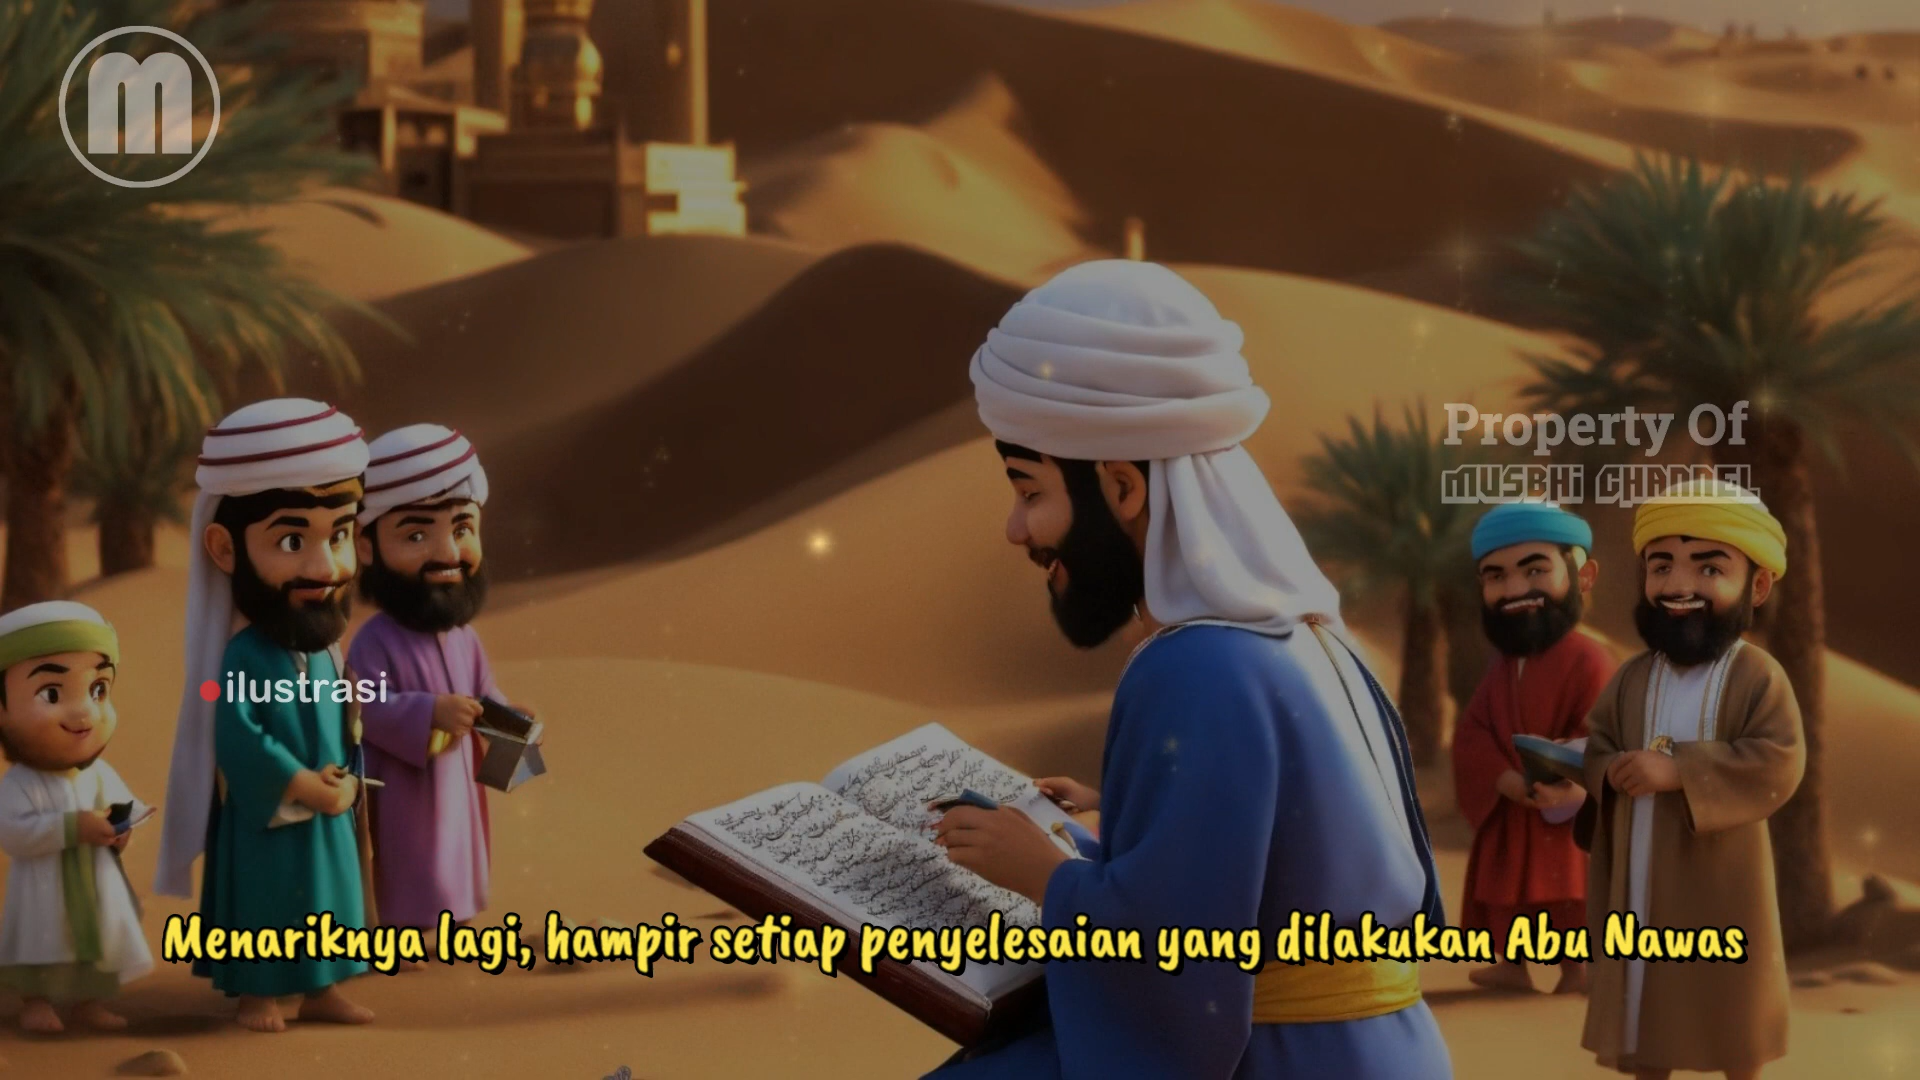 m
Property Of
MUSBHI CHANNEL
ilustrasi
Menariknya lagi, hampir setiap penyelesaian yang dilakukan Abu Nawas